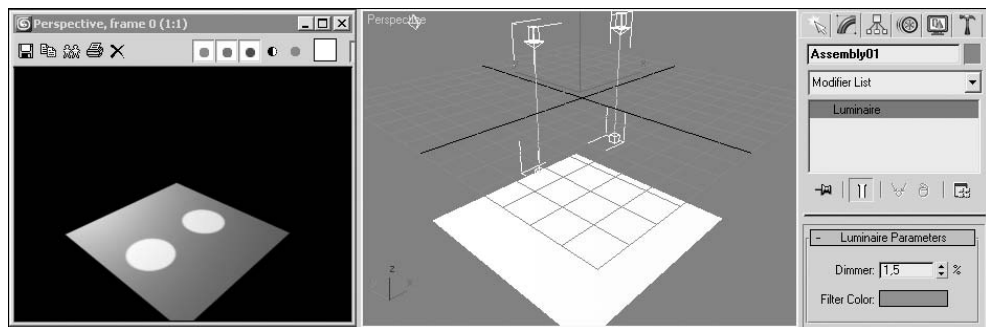 Perspective, frame 0 (1:1)
Perspective
z
Assembly01
Modifier List
Luminaire
- Luminaire Parameters
Dimmer: 1,5 %
Filter Color: